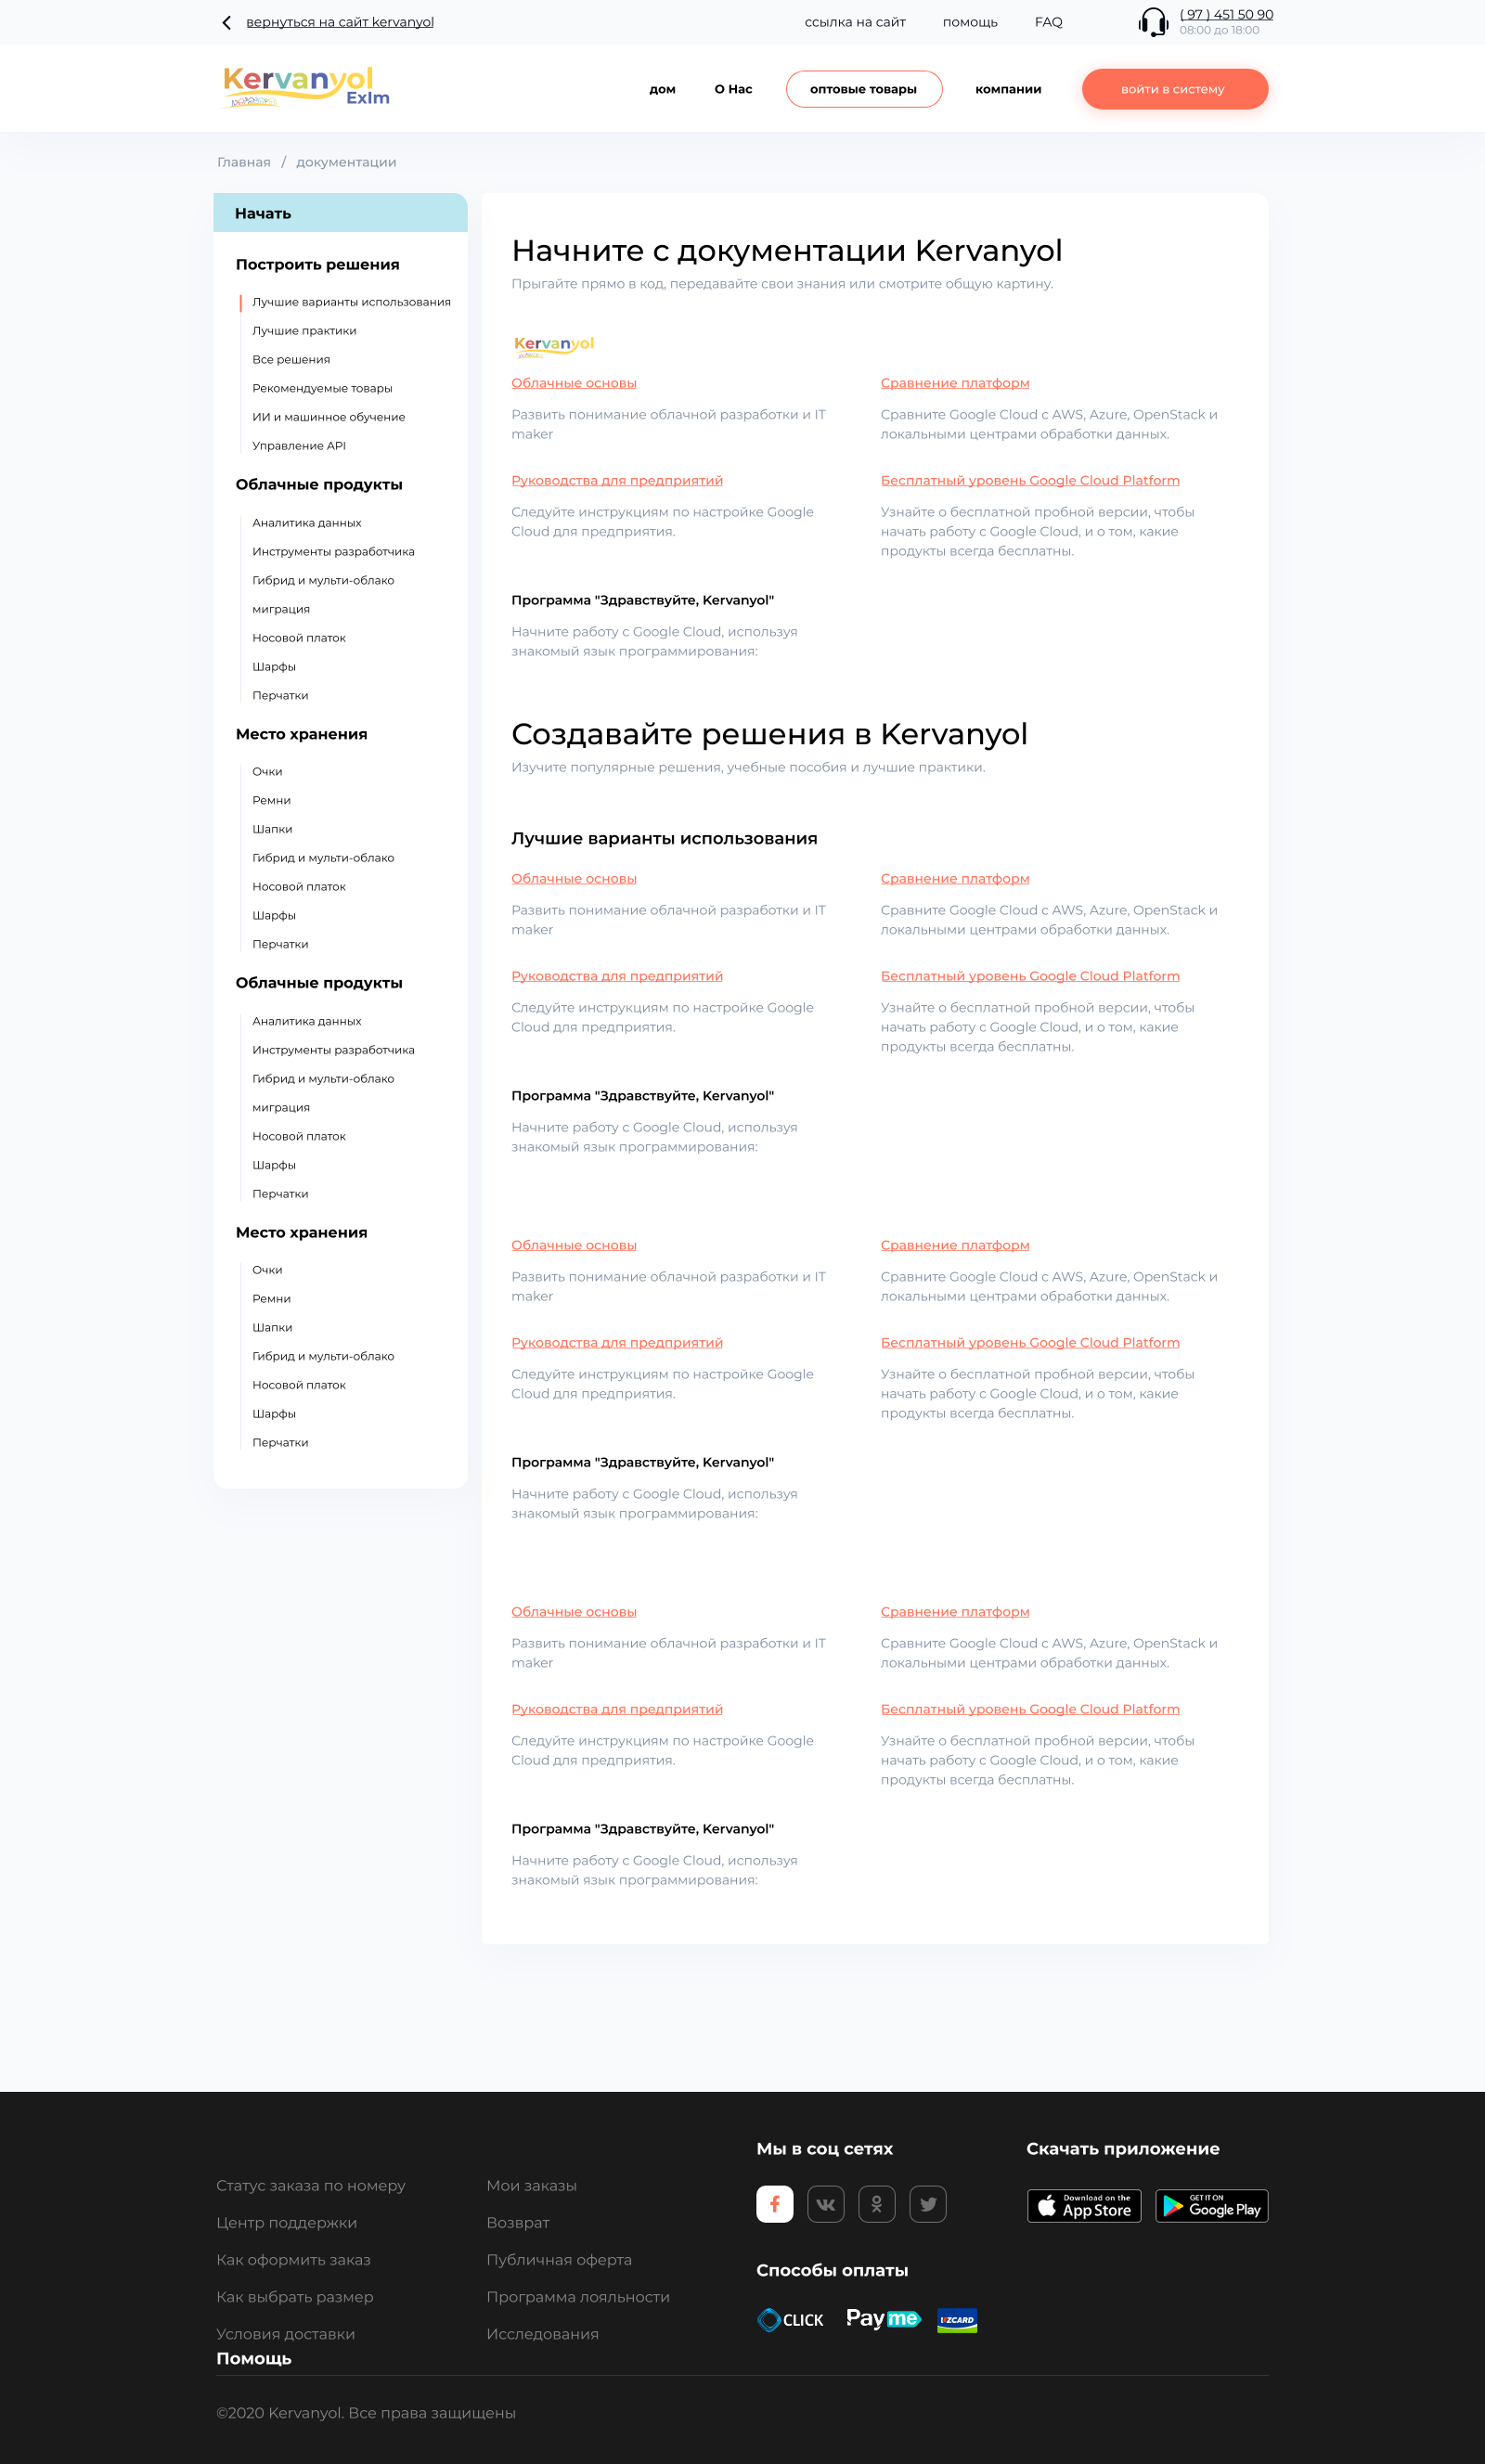 вернуться на сайт kervanyol
ссылка на сайт
помощь
FAQ
( 97 ) 451 50 90
08:00 до 18:00
Kervanyol
ExIm
дом
О Нас
оптовые товары
компании
войти в систему
Главная / документации
Начать
Построить решения
Лучшие варианты использования
Лучшие практики
Все решения
Рекомендуемые товары
ИИ и машинное обучение
Управление API
Облачные продукты
Аналитика данных
Инструменты разработчика
Гибрид и мульти-облако
миграция
Носовой платок
Шарфы
Перчатки
Место хранения
Очки
Ремни
Шапки
Гибрид и мульти-облако
Носовой платок
Шарфы
Перчатки
Облачные продукты
Аналитика данных
Инструменты разработчика
Гибрид и мульти-облако
миграция
Носовой платок
Шарфы
Перчатки
Место хранения
Очки
Ремни
Шапки
Гибрид и мульти-облако
Носовой платок
Шарфы
Перчатки
Начните с документации Kervanyol
Прыгайте прямо в код, передавайте свои знания или смотрите общую картину.
Kervanyol
Облачные основы
Развить понимание облачной разработки и IT
maker
Сравнение платформ
Сравните Google Cloud с AWS, Azure, OpenStack и
локальными центрами обработки данных.
Руководства для предприятий
Следуйте инструкциям по настройке Google
Cloud для предприятия.
Бесплатный уровень Google Cloud Platform
Узнайте о бесплатной пробной версии, чтобы
начать работу с Google Cloud, и о том, какие
продукты всегда бесплатны.
Программа "Здравствуйте, Kervanyol"
Начните работу с Google Cloud, используя
знакомый язык программирования:
Создавайте решения в Kervanyol
Изучите популярные решения, учебные пособия и лучшие практики.
Лучшие варианты использования
Облачные основы
Развить понимание облачной разработки и IT
maker
Сравнение платформ
Сравните Google Cloud с AWS, Azure, OpenStack и
локальными центрами обработки данных.
Руководства для предприятий
Следуйте инструкциям по настройке Google
Cloud для предприятия.
Бесплатный уровень Google Cloud Platform
Узнайте о бесплатной пробной версии, чтобы
начать работу с Google Cloud, и о том, какие
продукты всегда бесплатны.
Программа "Здравствуйте, Kervanyol"
Начните работу с Google Cloud, используя
знакомый язык программирования:
Облачные основы
Развить понимание облачной разработки и IT
maker
Сравнение платформ
Сравните Google Cloud с AWS, Azure, OpenStack и
локальными центрами обработки данных.
Руководства для предприятий
Следуйте инструкциям по настройке Google
Cloud для предприятия.
Бесплатный уровень Google Cloud Platform
Узнайте о бесплатной пробной версии, чтобы
начать работу с Google Cloud, и о том, какие
продукты всегда бесплатны.
Программа "Здравствуйте, Kervanyol"
Начните работу с Google Cloud, используя
знакомый язык программирования:
Облачные основы
Развить понимание облачной разработки и IT
maker
Сравнение платформ
Сравните Google Cloud с AWS, Azure, OpenStack и
локальными центрами обработки данных.
Руководства для предприятий
Следуйте инструкциям по настройке Google
Cloud для предприятия.
Бесплатный уровень Google Cloud Platform
Узнайте о бесплатной пробной версии, чтобы
начать работу с Google Cloud, и о том, какие
продукты всегда бесплатны.
Программа "Здравствуйте, Kervanyol"
Начните работу с Google Cloud, используя
знакомый язык программирования:
Статус заказа по номеру
Центр поддержки
Как оформить заказ
Как выбрать размер
Условия доставки
Помощь
Мои заказы
Возврат
Публичная оферта
Программа лояльности
Исследования
Мы в соц сетях
Способы оплаты
CLICK
Payme
UZCARD
Скачать приложение
Download on the
App Store
GET IT ON
Google Play
©2020 Kervanyol. Все права защищены